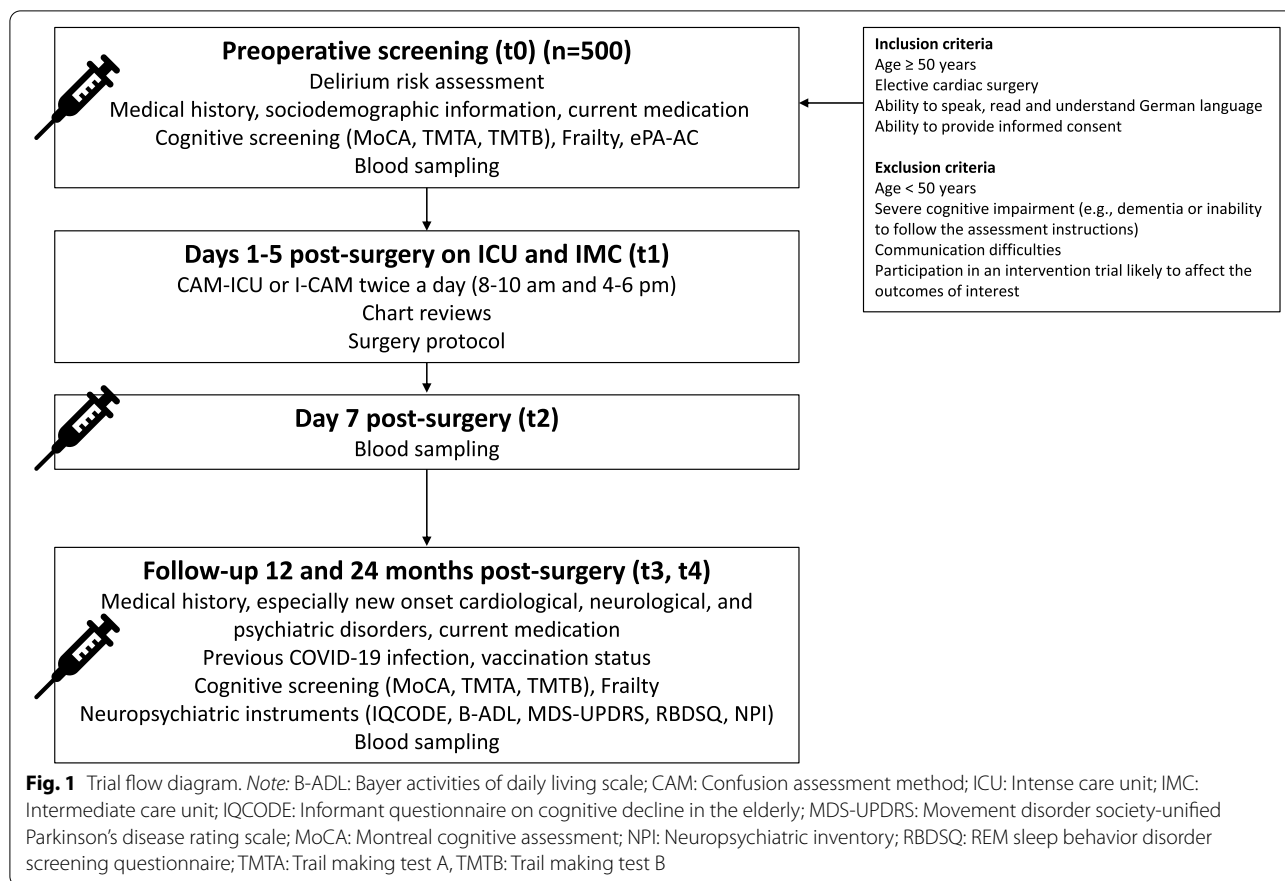 Preoperative screening (t0) (n=500)
Delirium risk assessment
Medical history, sociodemographic information, current medication
Cognitive screening (MoCA, TMTA, TMTB), Frailty, ePA-AC
Blood sampling
Inclusion criteria
Age ≥ 50 years
Elective cardiac surgery
Ability to speak, read and understand German language
Ability to provide informed consent
Exclusion criteria
Age < 50 years
Severe cognitive impairment (e.g., dementia or inability
to follow the assessment instructions)
Communication difficulties
Participation in an intervention trial likely to affect the
outcomes of interest
Days 1-5 post-surgery on ICU and IMC (t1)
CAM-ICU or I-CAM twice a day (8-10 am and 4-6 pm)
Chart reviews
Surgery protocol
Day 7 post-surgery (t2)
Blood sampling
Follow-up 12 and 24 months post-surgery (t3, t4)
Medical history, especially new onset cardiological, neurological, and
psychiatric disorders, current medication
Previous COVID-19 infection, vaccination status
Cognitive screening (MoCA, TMTA, TMTB), Frailty
Neuropsychiatric instruments (IQCODE, B-ADL, MDS-UPDRS, RBDSQ, NPI)
Blood sampling
Fig. 1 Trial flow diagram. Note: B-ADL: Bayer activities of daily living scale; CAM: Confusion assessment method; ICU: Intense care unit; IMC:
Intermediate care unit; IQCODE: Informant questionnaire on cognitive decline in the elderly; MDS-UPDRS: Movement disorder society-unified
Parkinson's disease rating scale; MoCA: Montreal cognitive assessment; NPI: Neuropsychiatric inventory; RBDSQ: REM sleep behavior disorder
screening questionnaire; TMTA: Trail making test A, TMTB: Trail making test B